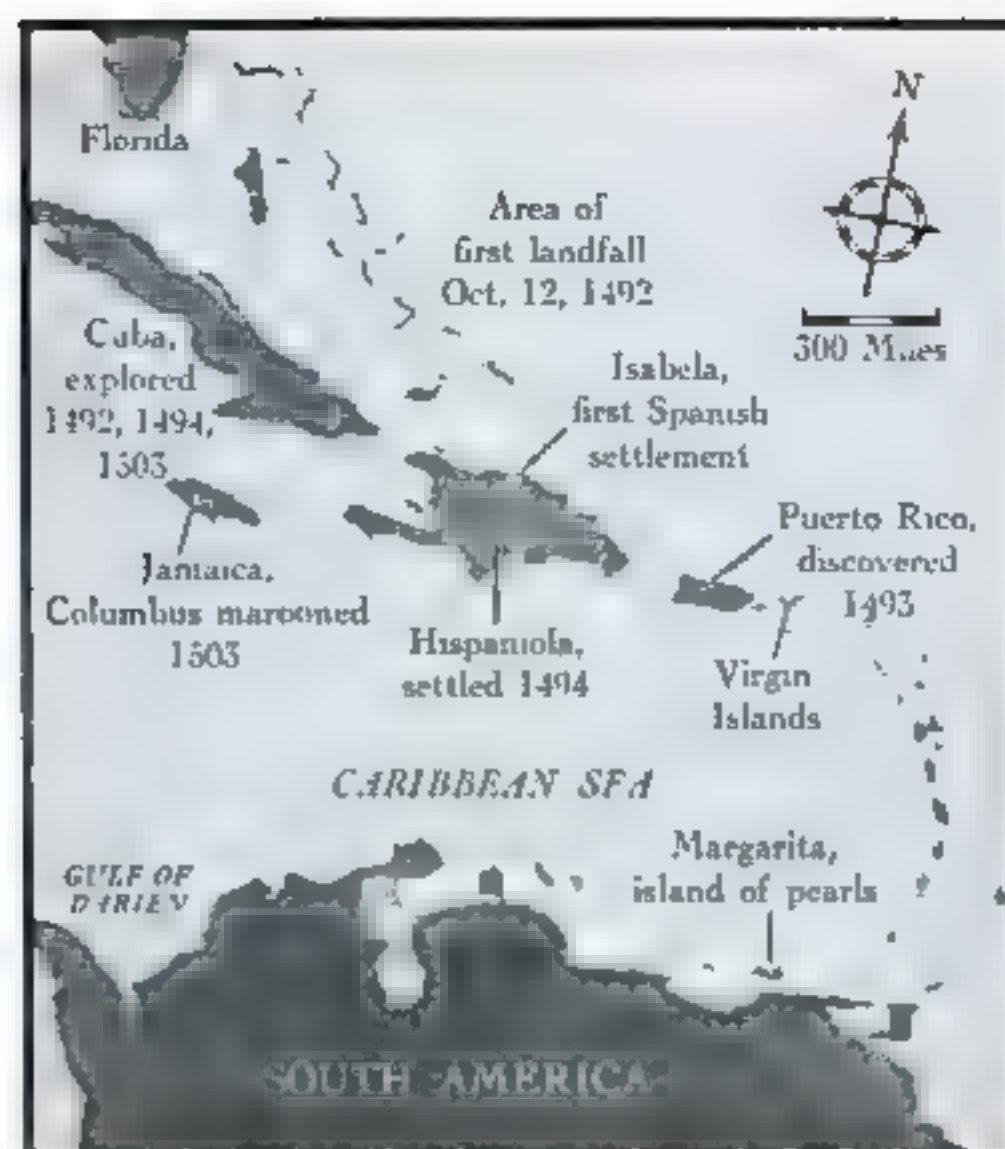 N
Florida
Area of
first landfall
Oct. 12, 1492
300 Miles
Cuba,
explored
1492, 1494,
1503
Isabela,
first Spanish
settlement
Puerto Rico,
discovered
1493
Jamaica,
Columbus marooned
1503
Hispaniola,
settled 1494
Virgin
Islands
CARIBBEAN SEA
GULF OF
DARIEN
Margarita,
island of pearls
SOUTH AMERICA